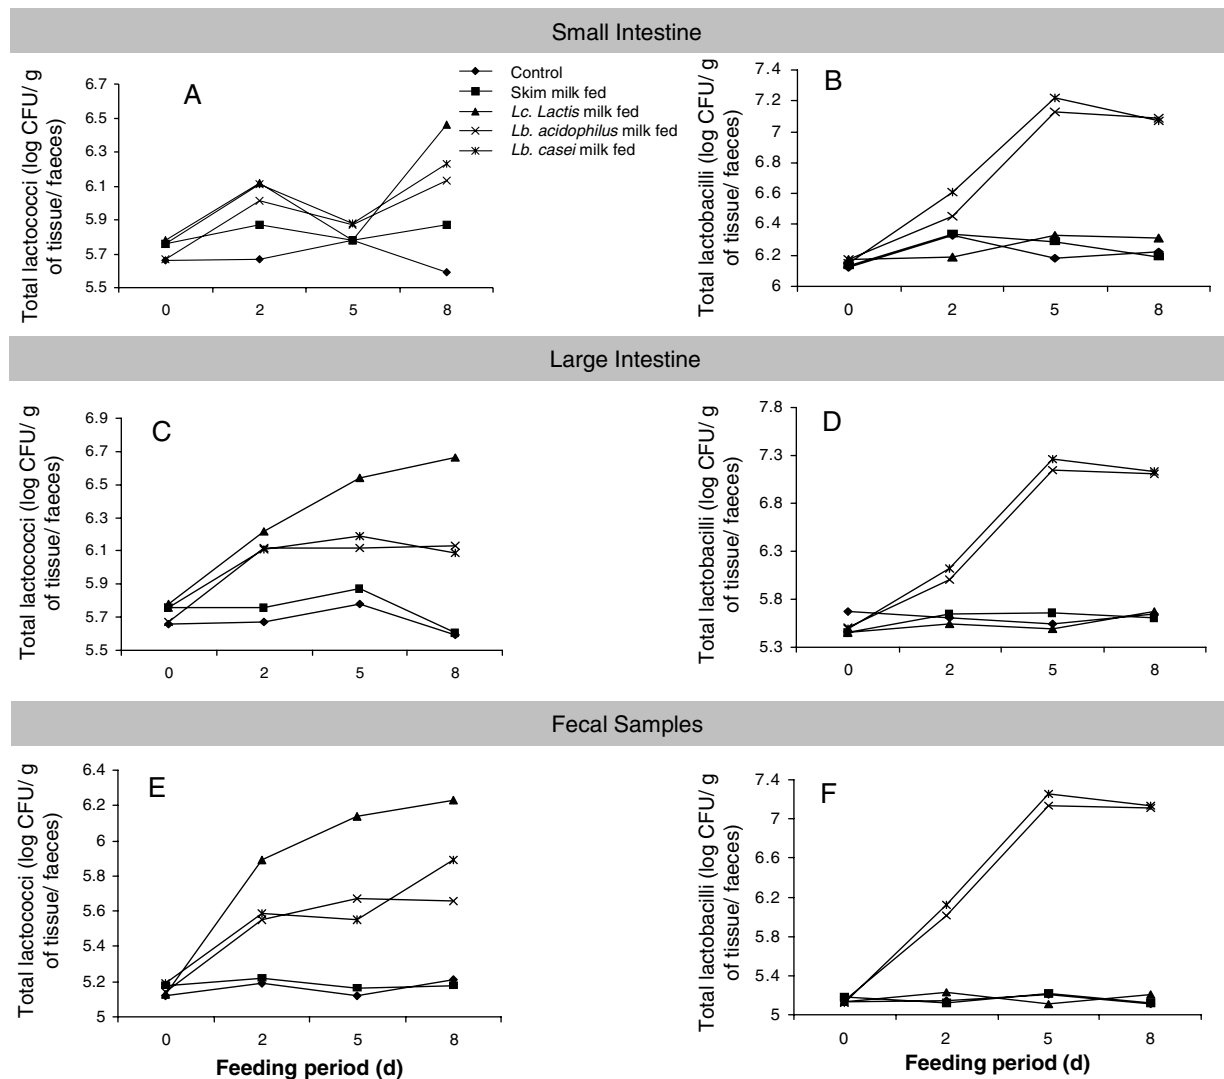 Small Intestine
Total lactococci (log CFU/ g
of tissue/ faeces)
A
6.7
6.5
6.3
6.1
5.9
5.7
5.5
0 2 5 8
Control
Skim milk fed
Lc. Lactis milk fed
Lb. acidophilus milk fed
Lb. casei milk fed
Total lactobacilli (log CFU/ g
of tissue/ faeces)
B
7.4
7.2
7
6.8
6.6
6.4
6.2
6
0 2 5 8
Large Intestine
Total lactococci (log CFU/ g
of tissue/ faeces)
C
6.9
6.7
6.5
6.3
6.1
5.9
5.7
5.5
0 2 5 8
Total lactobacilli (log CFU/ g
of tissue/ faeces)
D
7.8
7.3
6.8
6.3
5.8
5.3
0 2 5 8
Fecal Samples
Total lactococci (log CFU/ g
of tissue/ faeces)
E
6.4
6.2
6
5.8
5.6
5.4
5.2
5
0 2 5 8
Feeding period (d)
Total lactobacilli (log CFU/ g
of tissue/ faeces)
F
7.4
7
6.6
6.2
5.8
5.4
5
0 2 5 8
Feeding period (d)